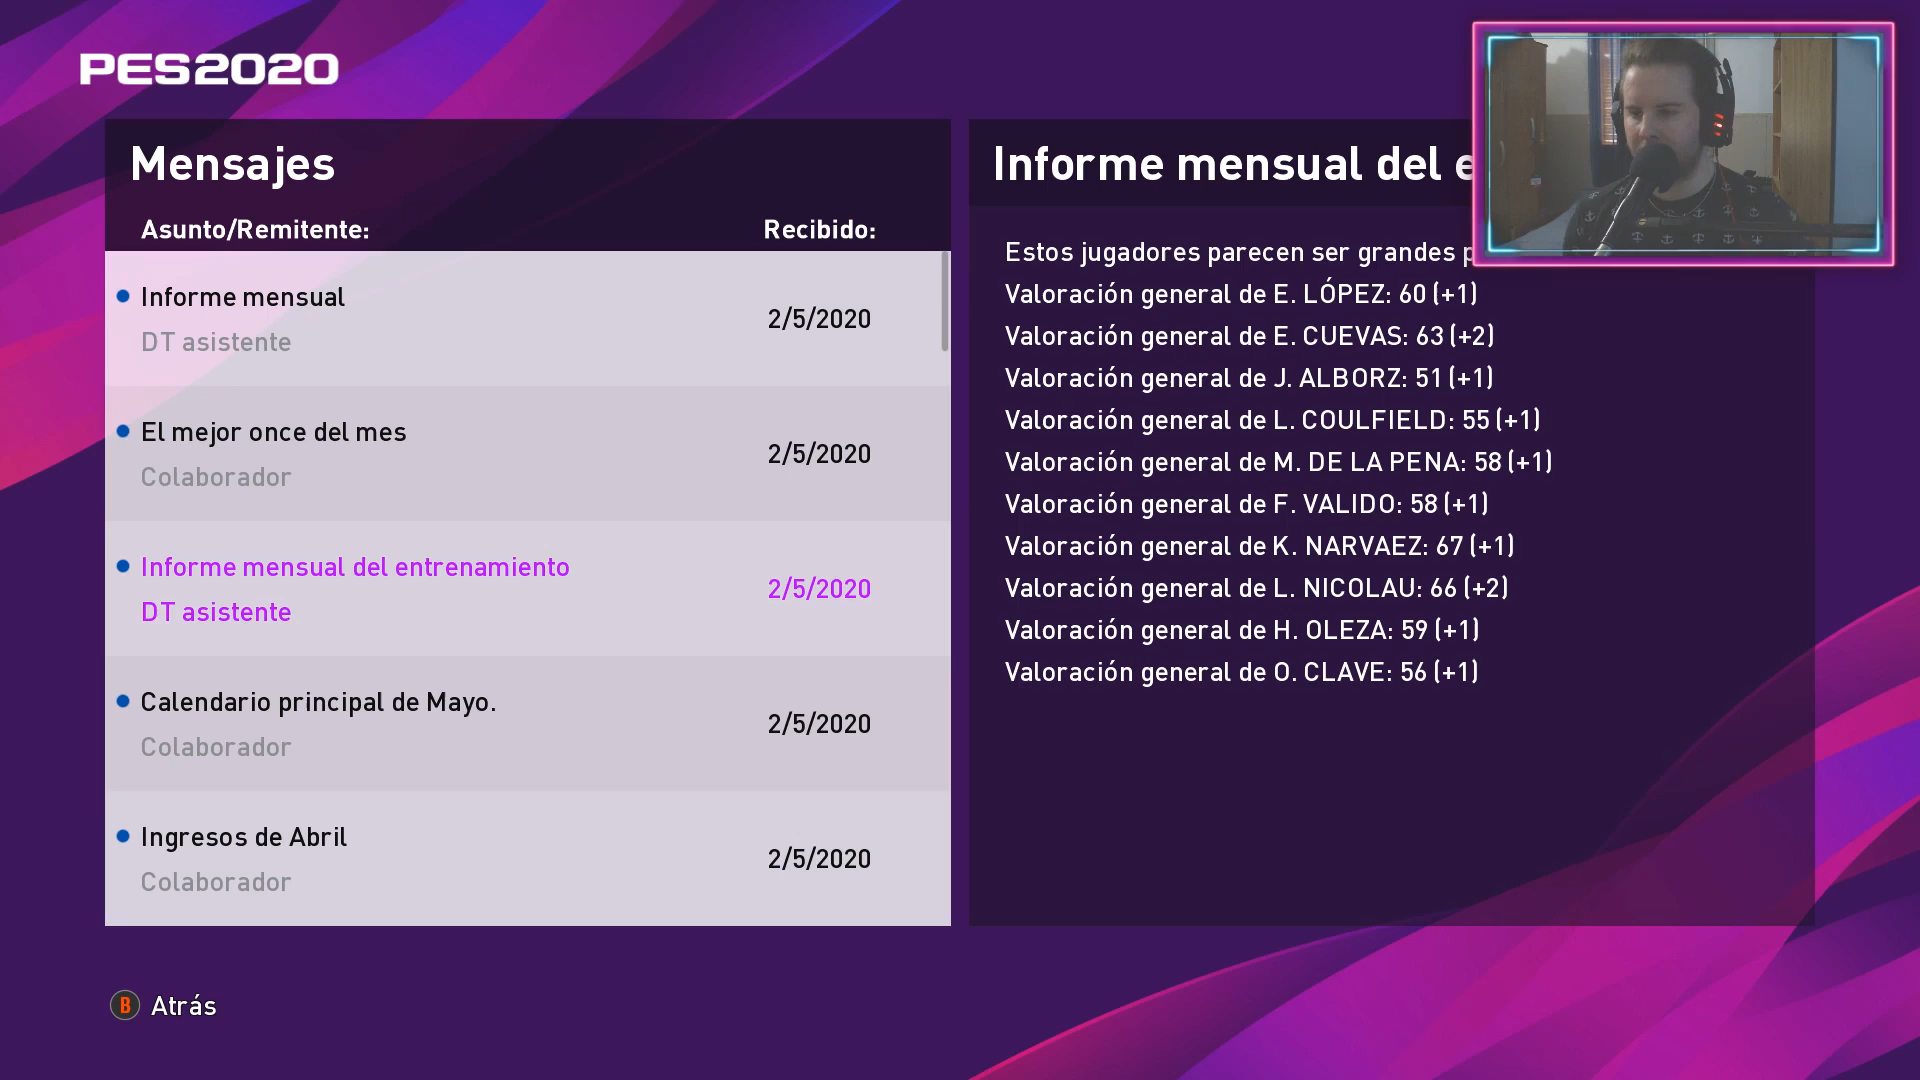 PES2020
Mensajes
Asunto/Remitente: Recibido:
Informe mensual
DT asistente
2/5/2020
El mejor once del mes
Colaborador
2/5/2020
Informe mensual del entrenamiento
DT asistente
2/5/2020
Calendario principal de Mayo.
Colaborador
2/5/2020
Ingresos de Abril
Colaborador
2/5/2020
Informe mensual del
Estos jugadores parecen ser grandes
Valoración general de E. LÓPEZ: 60 (+1)
Valoración general de E. CUEVAS: 63 (+2)
Valoración general de J. ALBORZ: 51 (+1)
Valoración general de L. COULFIELD: 55 (+1)
Valoración general de M. DE LA PENA: 58 (+1)
Valoración general de F. VALIDO: 58 (+1)
Valoración general de K. NARVAEZ: 67 (+1)
Valoración general de L. NICOLAU: 66 (+2)
Valoración general de H. OLEZA: 59 (+1)
Valoración general de O. CLAVE: 56 (+1)
B Atrás